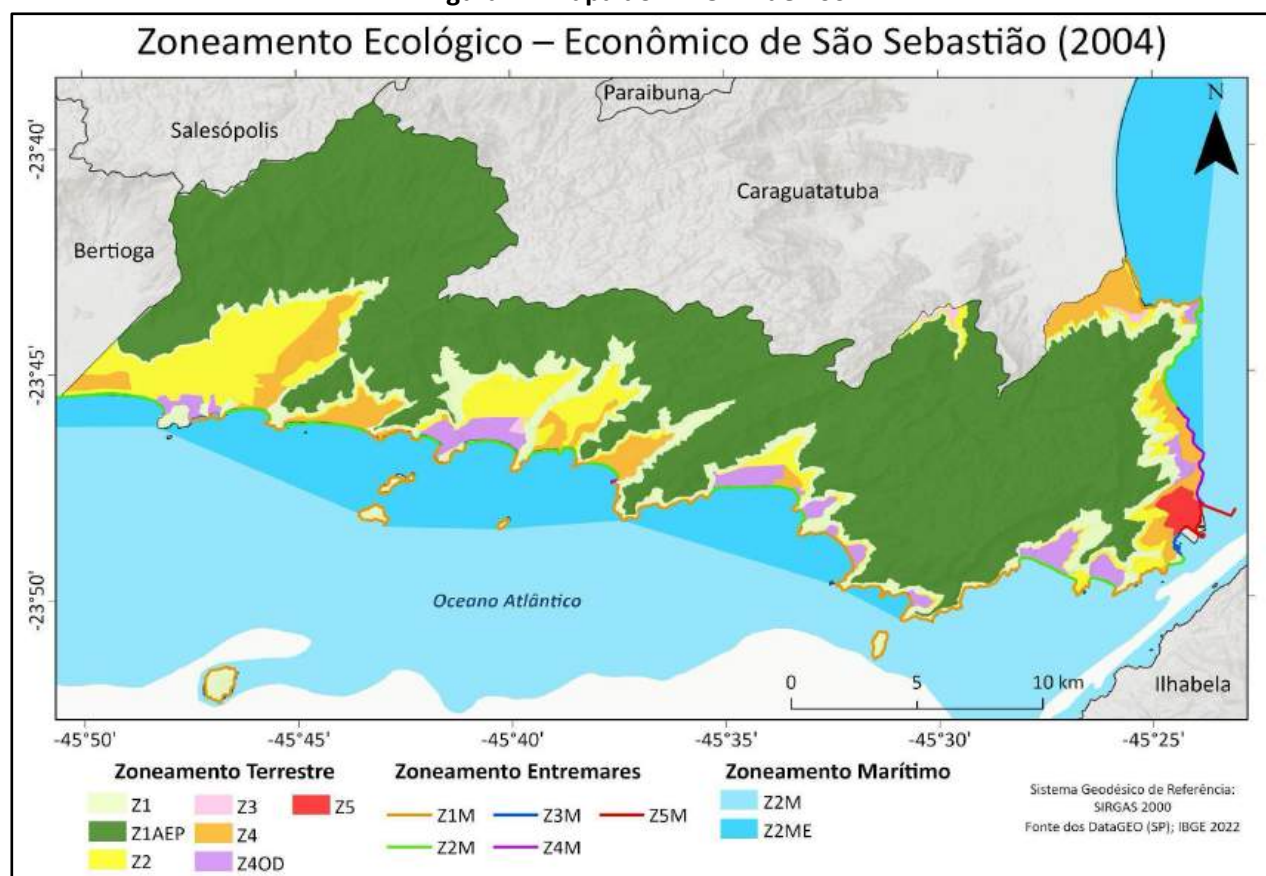 Zoneamento Ecológico – Econômico de São Sebastião (2004)
Paraibuna
N
Salesópolis
Caraguatatuba
Bertioga
Oceano Atlântico
Ilhabela
0 5 10 km
-23°40'
-23°45'
-23°50'
-45°50' -45°45' -45°40' -45°35' -45°30' -45°25'
Zoneamento Terrestre
Z1
Z1AEP
Z2
Z3
Z4
Z4OD
Z5
Zoneamento Entremares
Z1M
Z2M
Z3M
Z4M
Z5M
Zoneamento Marítimo
Z2M
Z2ME
Sistema Geodésico de Referência:
SIRGAS 2000
Fonte dos DataGEO (SP); IBGE 2022